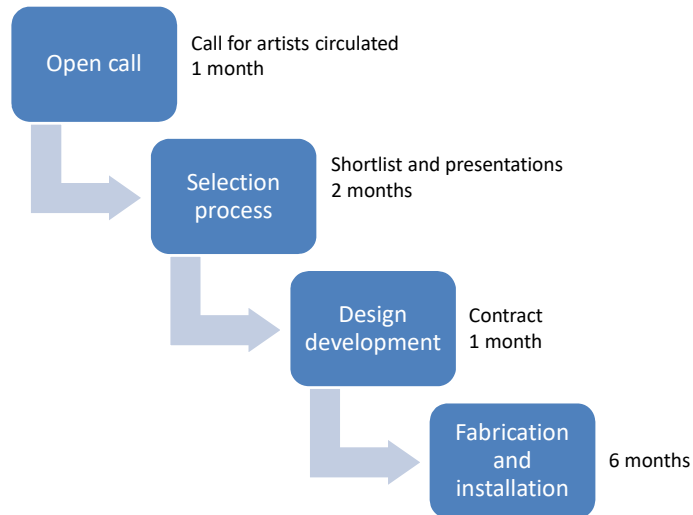 Open call
Call for artists circulated
1 month
Selection
process
Shortlist and presentations
2 months
Design
development
Contract
1 month
Fabrication
and
installation
6 months